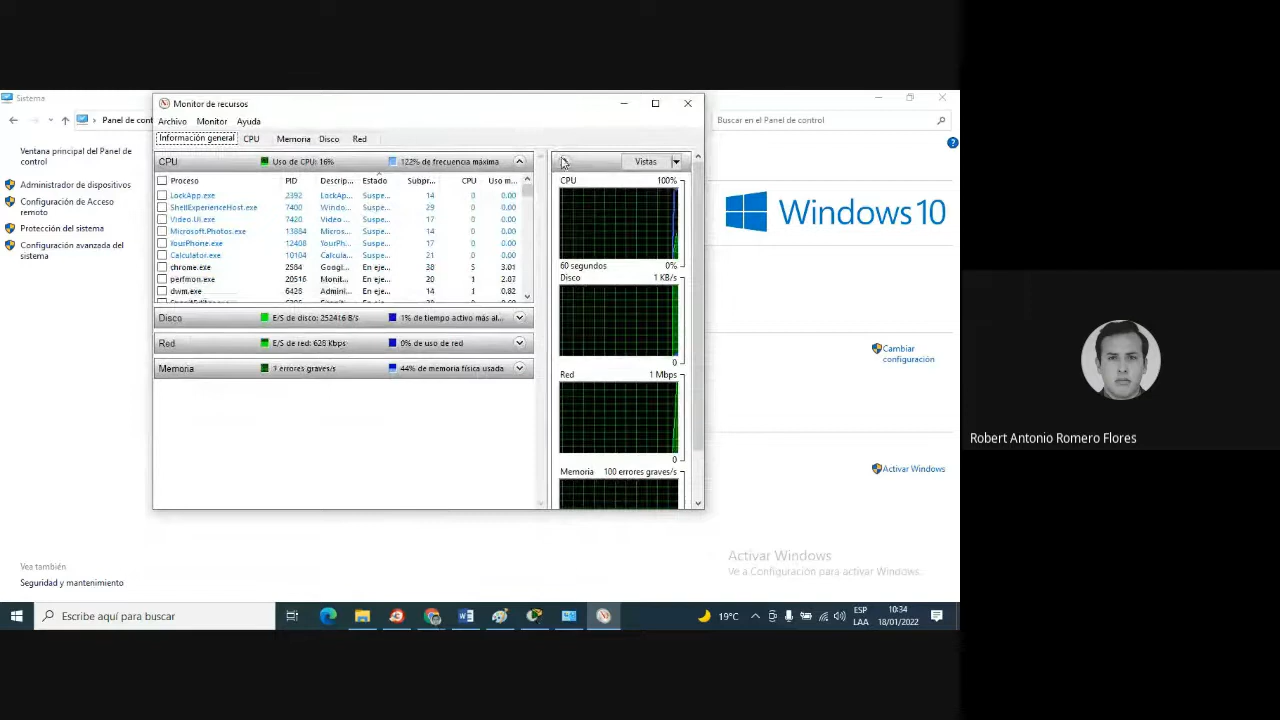 Sistema
Panel de cont
Buscar en el Panel de control
Ventana principal del Panel de
control
Administrador de dispositivos
Configuración de Acceso
remoto
Protección del sistema
Configuración avanzada del
sistema
Vea también
Seguridad y mantenimiento
Monitor de recursos
Archivo Monitor Ayuda
Información general CPU Memoria Disco Red
CPU Uso de CPU: 16% 122% de frecuencia máxima
Proceso PID Descrip... Estado Subpr... CPU Uso m...
LockApp.exe 2392 LockAp... Suspe... 14 0 0.00
ShellExperienceHost.exe 7400 Windo... Suspe... 29 0 0.00
Video.UI.exe 7420 Video ... Suspe... 17 0 0.00
Microsoft.Photos.exe 13884 Micros... Suspe... 14 0 0.00
YourPhone.exe 12408 YourPh... Suspe... 17 0 0.00
Calculator.exe 10104 Calcula... Suspe... 21 0 0.00
chrome.exe 2564 Googl... En eje... 38 5 3.01
perfmon.exe 20516 Monit... En eje... 20 1 2.07
dwm.exe 6428 Admini... En eje... 14 1 0.82
Disco E/S de disco: 252416 B/s 1% de tiempo activo más al...
Red E/S de red: 628 Kbps 0% de uso de red
Memoria 1 errores graves/s 44% de memoria física usada
Vistas
CPU 100%
60 segundos 0%
Disco 1 KB/s
0
Red 1 Mbps
0
Memoria 100 errores graves/s
Windows 10
Cambiar
configuración
Activar Windows
Activar Windows
Ve a Configuración para activar Windows.
Robert Antonio Romero Flores
Escribe aquí para buscar
19°C
ESP
LAA
10:34
18/01/2022